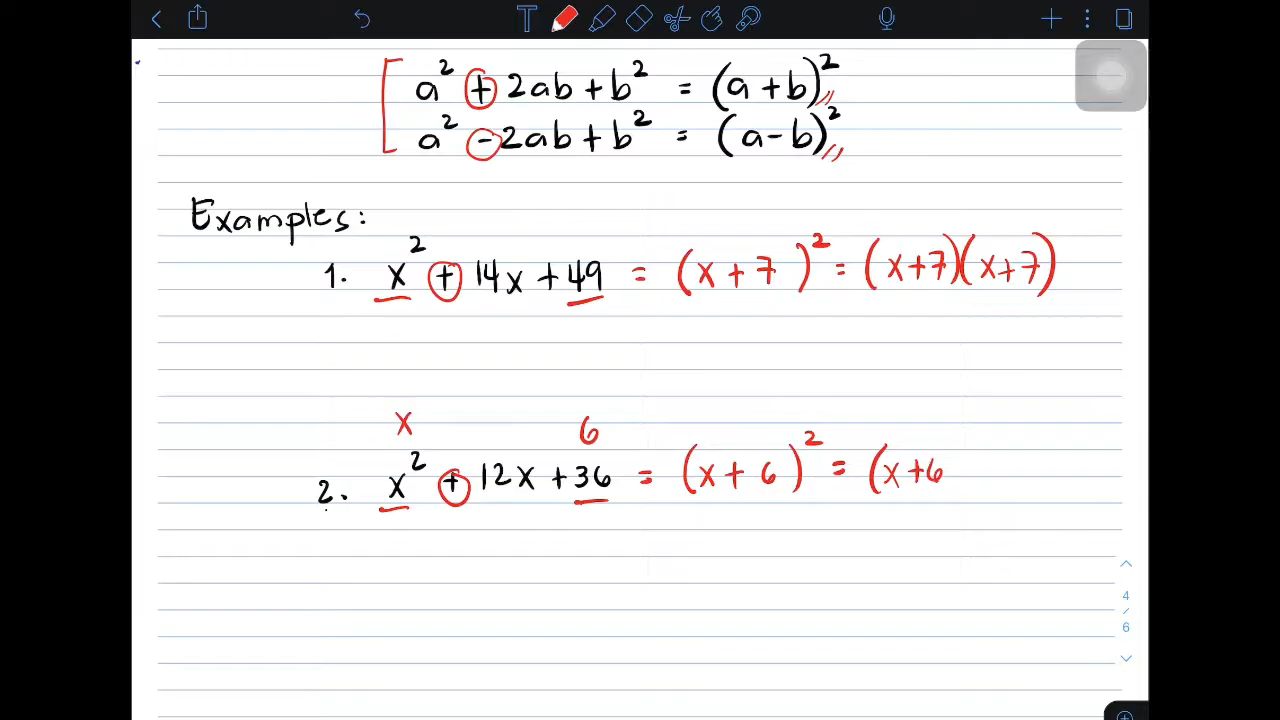 a² + 2ab + b² = (a + b)²
a² - 2ab + b² = (a - b)²
Examples:
1. x² + 14x + 49 = (x + 7)² = (x+7)(x+7)
x 6
2. x² + 12x + 36 = (x + 6)² = (x+6
4
/
6